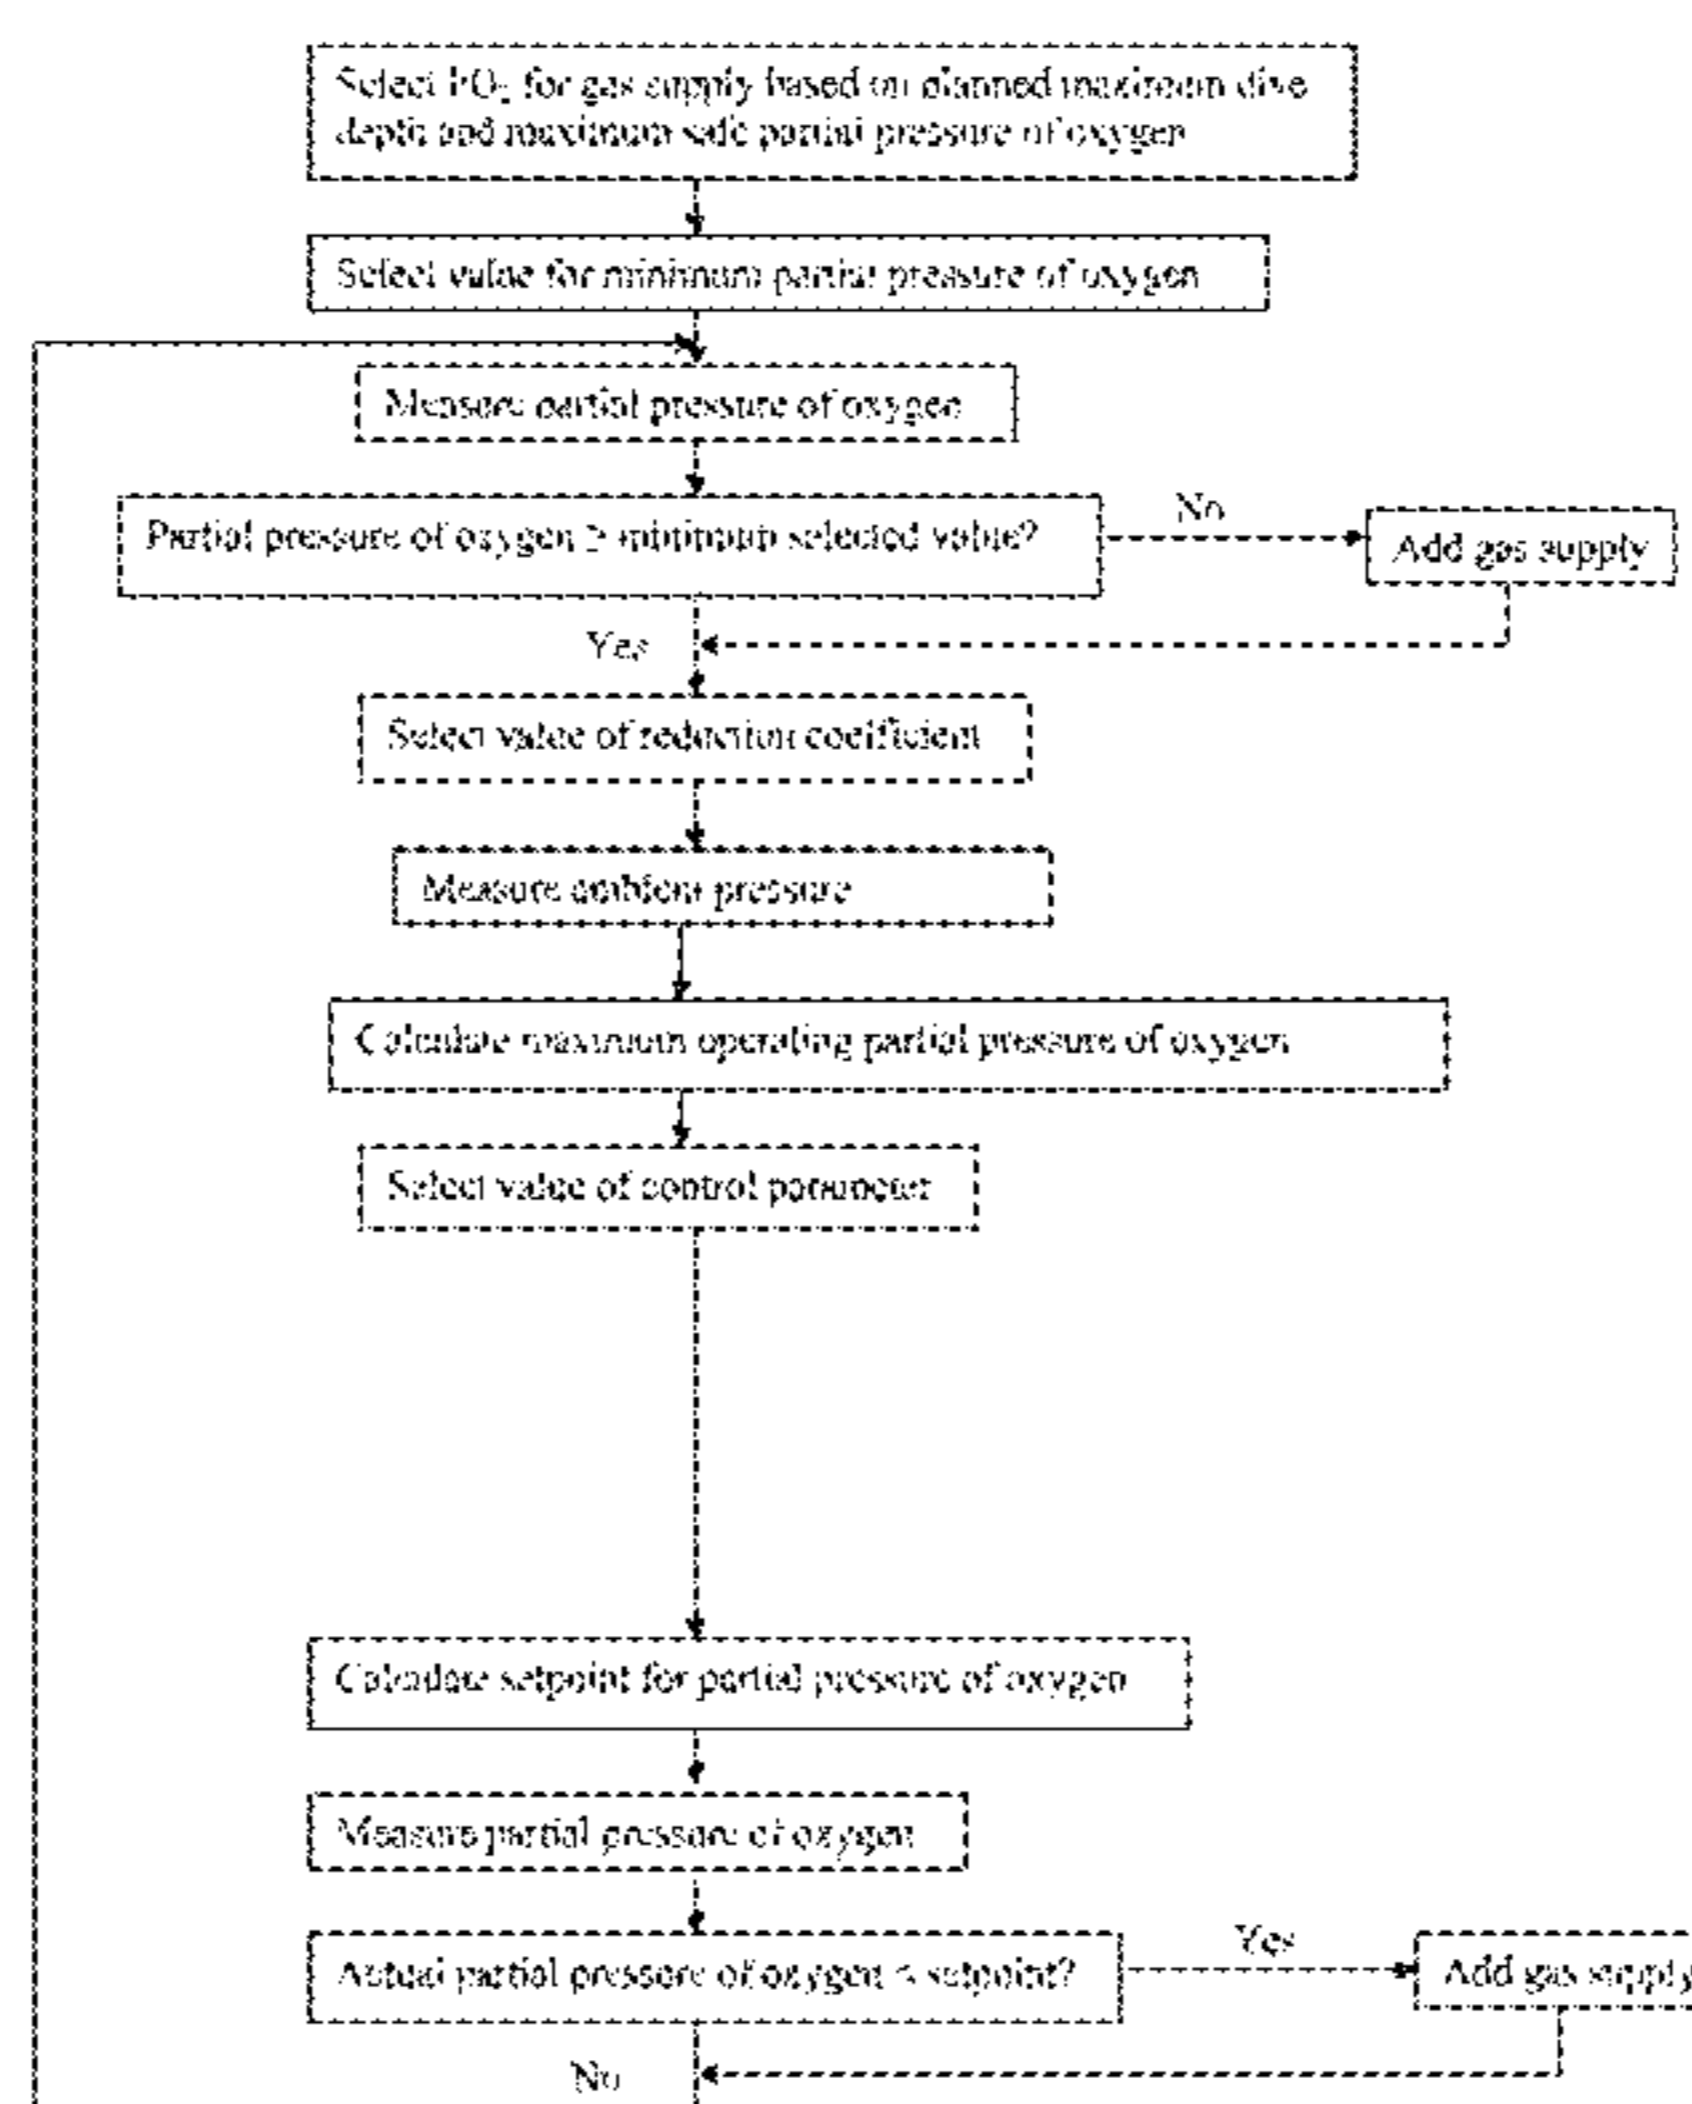 Select FO₂ for gas supply based on planned maximum dive
depth and maximum safe partial pressure of oxygen
Select value for minimum partial pressure of oxygen
Measure partial pressure of oxygen
Partial pressure of oxygen ≥ minimum selected value?
No
Add gas supply
Yes
Select value of reduction coefficient
Measure ambient pressure
Calculate maximum operating partial pressure of oxygen
Select value of control parameter
Calculate setpoint for partial pressure of oxygen
Measure partial pressure of oxygen
Actual partial pressure of oxygen < setpoint?
Yes
Add gas supply
No